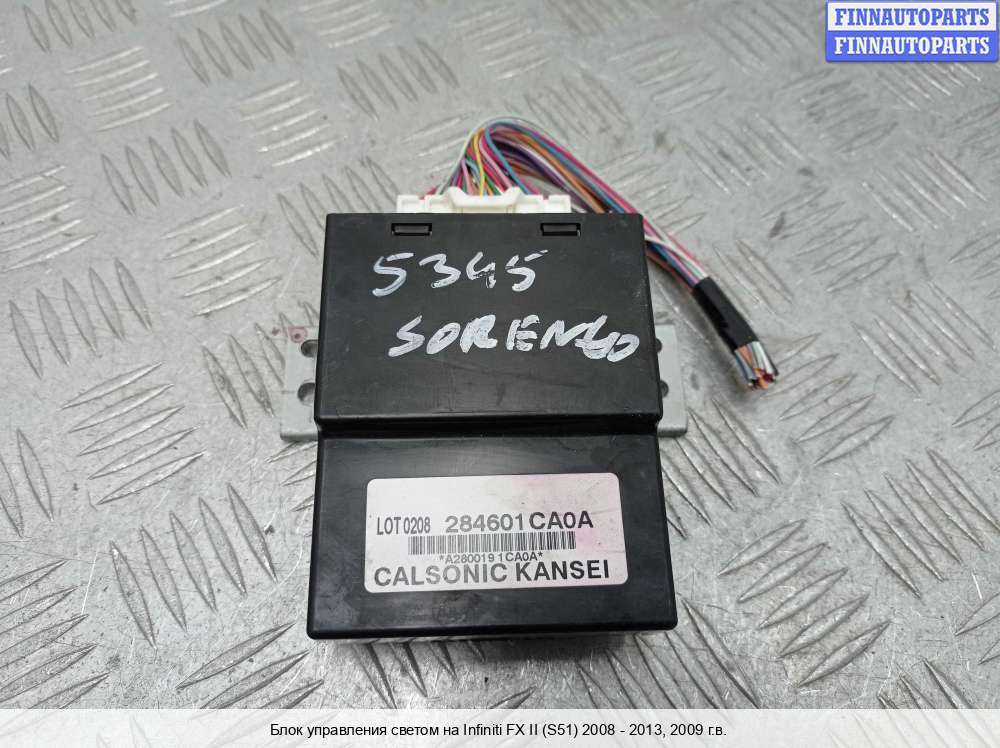 FINNAUTOPARTS
FINNAUTOPARTS
5345
SORENTO
LOT 0208 284601CA0A
*A280019 1CA0A*
CALSONIC KANSEI
Блок управления светом на Infiniti FX II (S51) 2008 - 2013, 2009 г.в.